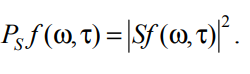 P_S f(ω,τ) = |Sf(ω,τ)|².